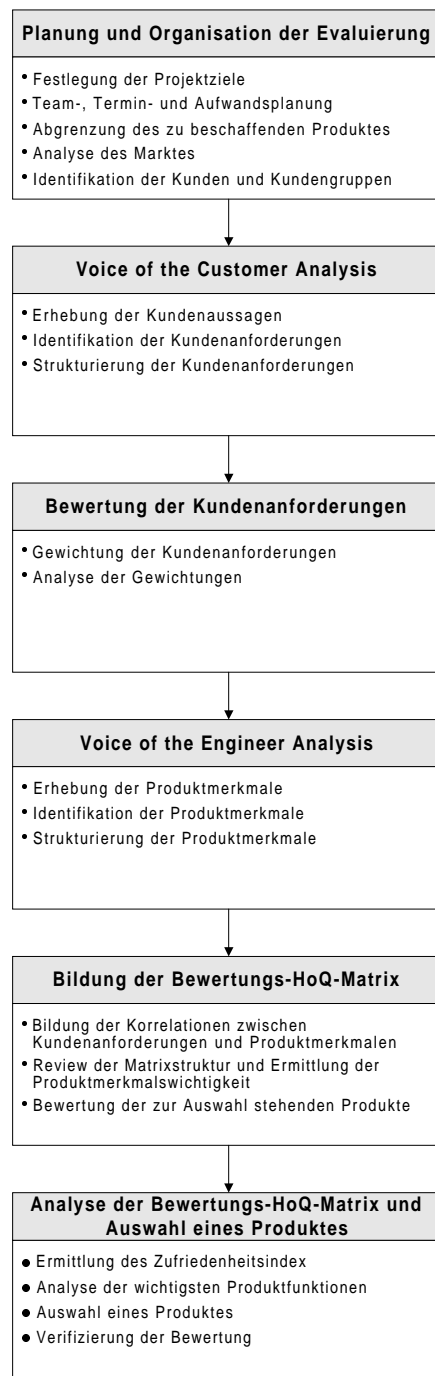 Planung und Organisation der Evaluierung
• Festlegung der Projektziele
• Team-, Termin- und Aufwandsplanung
• Abgrenzung des zu beschaffenden Produktes
• Analyse des Marktes
• Identifikation der Kunden und Kundengruppen
Voice of the Customer Analysis
• Erhebung der Kundenaussagen
• Identifikation der Kundenanforderungen
• Strukturierung der Kundenanforderungen
Bewertung der Kundenanforderungen
• Gewichtung der Kundenanforderungen
• Analyse der Gewichtungen
Voice of the Engineer Analysis
• Erhebung der Produktmerkmale
• Identifikation der Produktmerkmale
• Strukturierung der Produktmerkmale
Bildung der Bewertungs-HoQ-Matrix
• Bildung der Korrelationen zwischen
Kundenanforderungen und Produktmerkmalen
• Review der Matrixstruktur und Ermittlung der
Produktmerkmalswichtigkeit
• Bewertung der zur Auswahl stehenden Produkte
Analyse der Bewertungs-HoQ-Matrix und
Auswahl eines Produktes
• Ermittlung des Zufriedenheitsindex
• Analyse der wichtigsten Produktfunktionen
• Auswahl eines Produktes
• Verifizierung der Bewertung